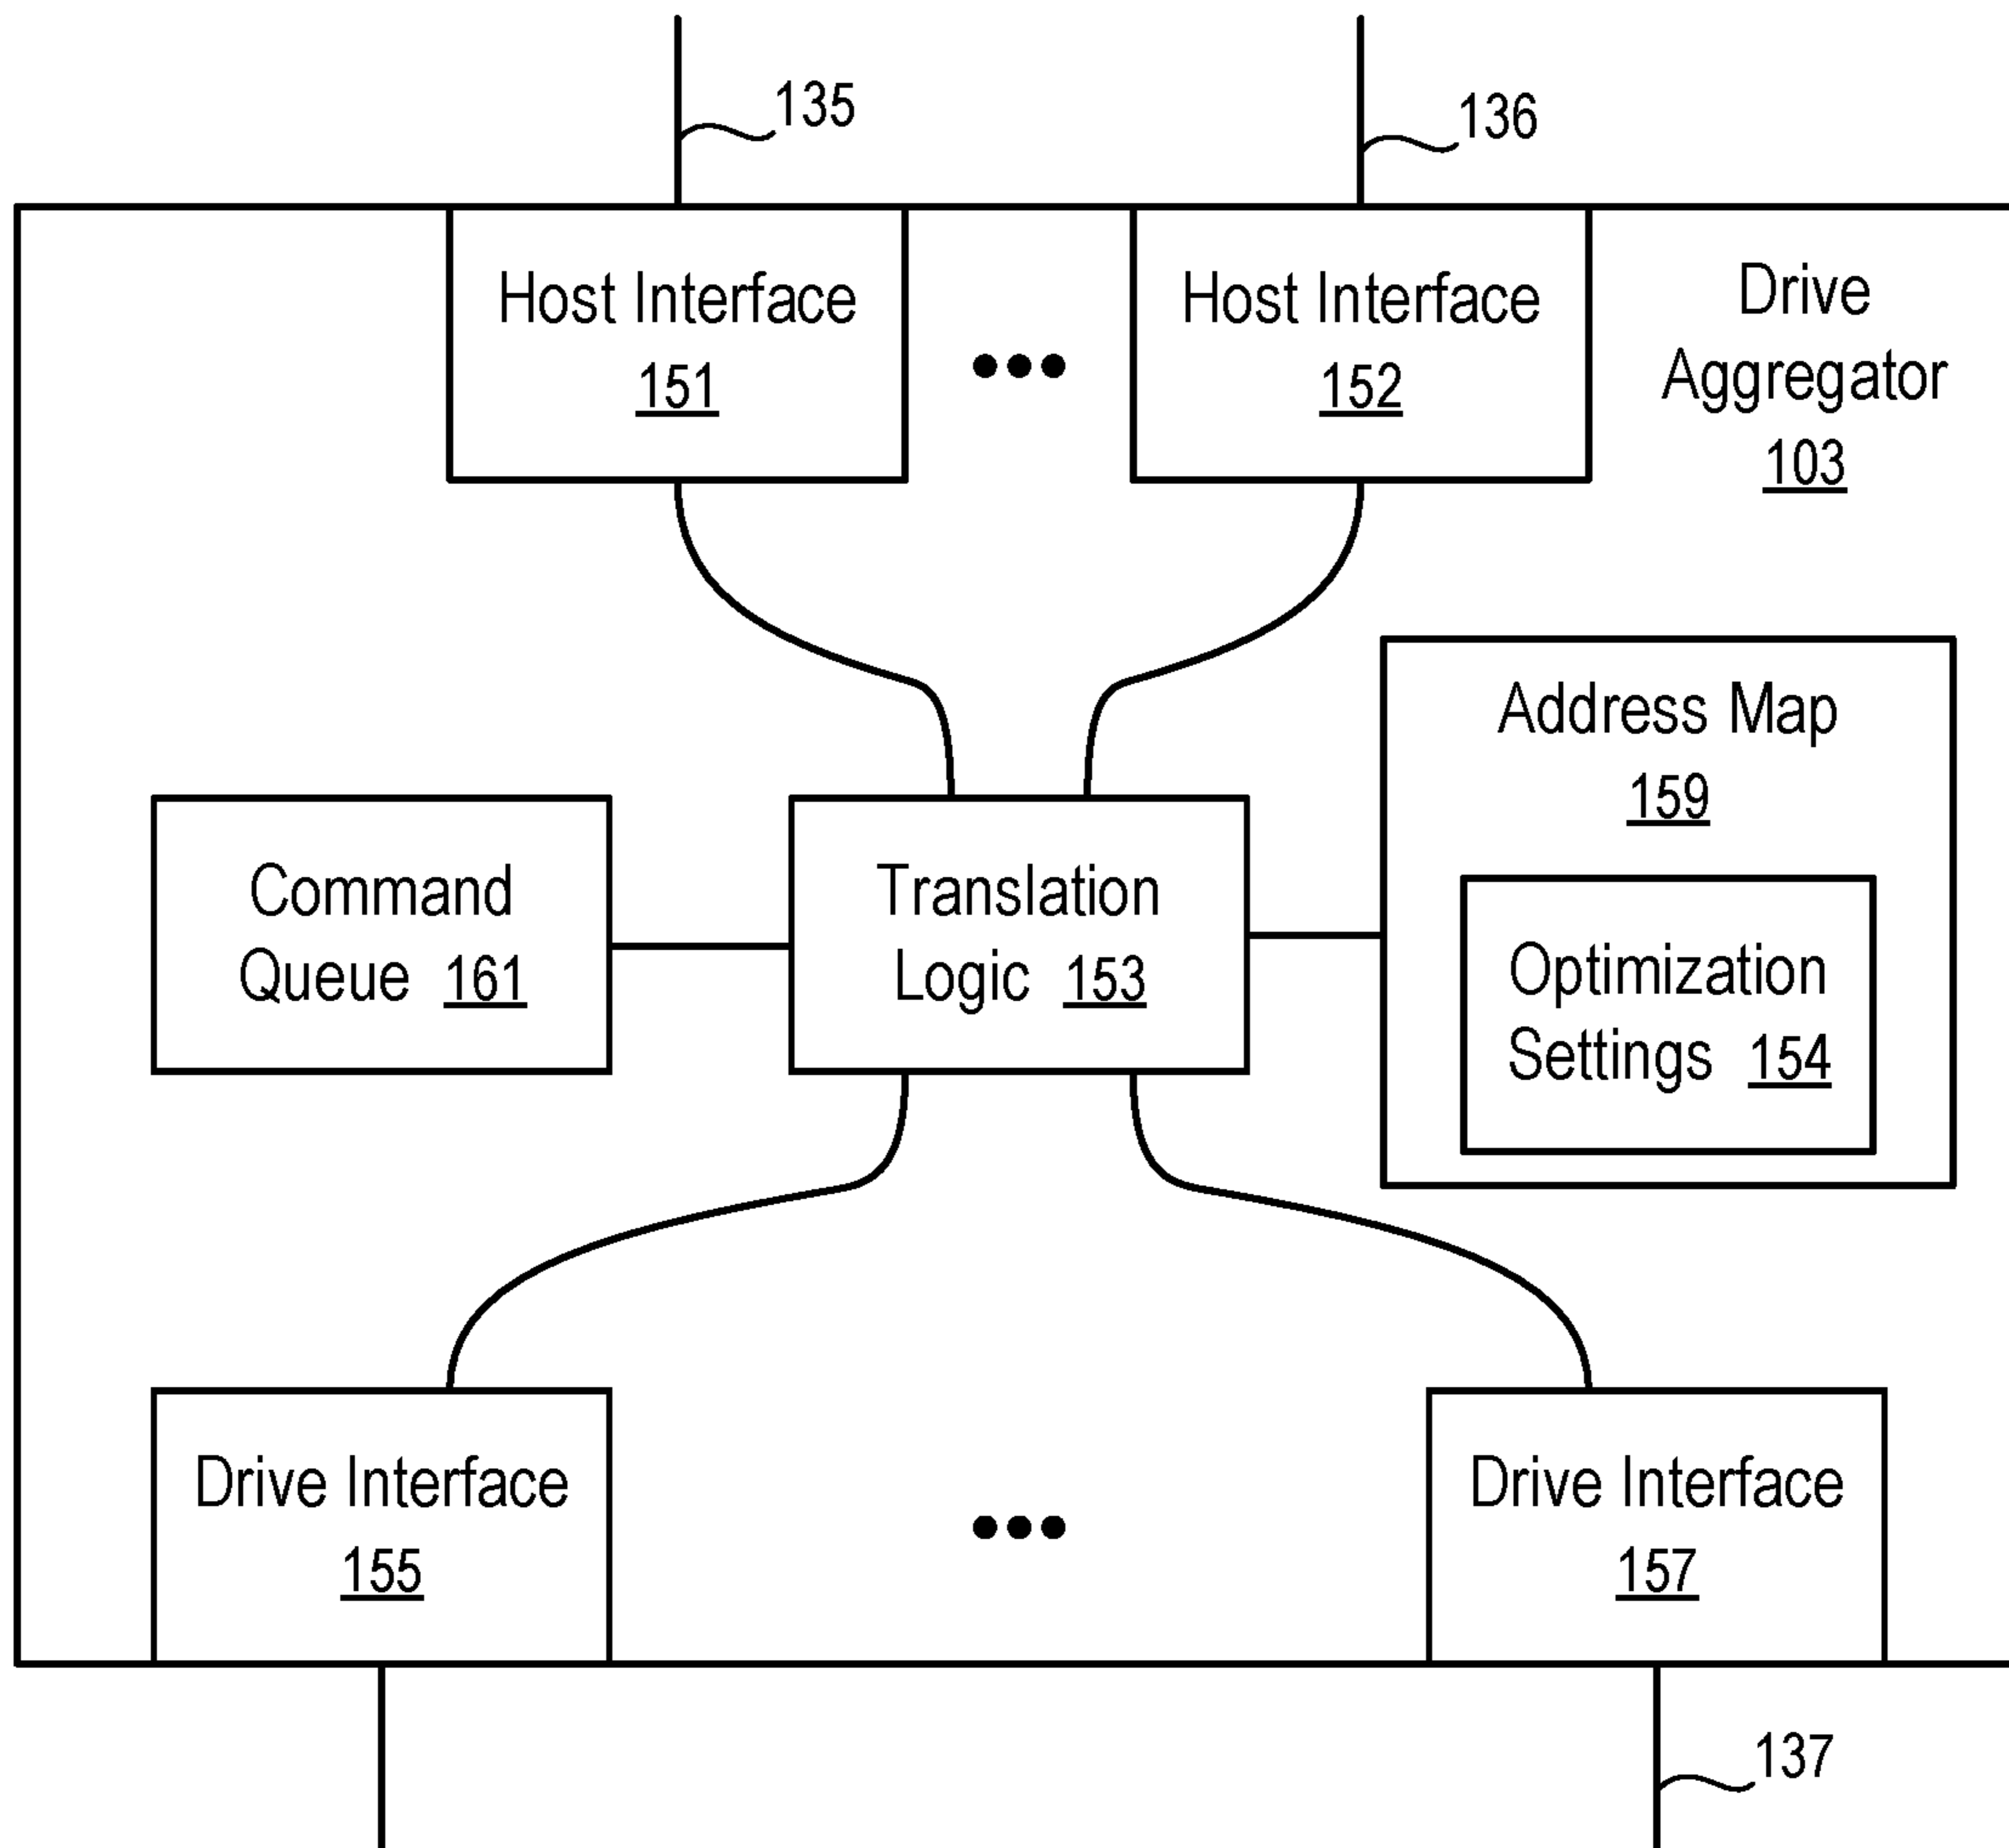 135
136
Host Interface
151
Host Interface
152
Drive
Aggregator
103
Address Map
159
Command
Queue 161
Translation
Logic 153
Optimization
Settings 154
Drive Interface
155
Drive Interface
157
137